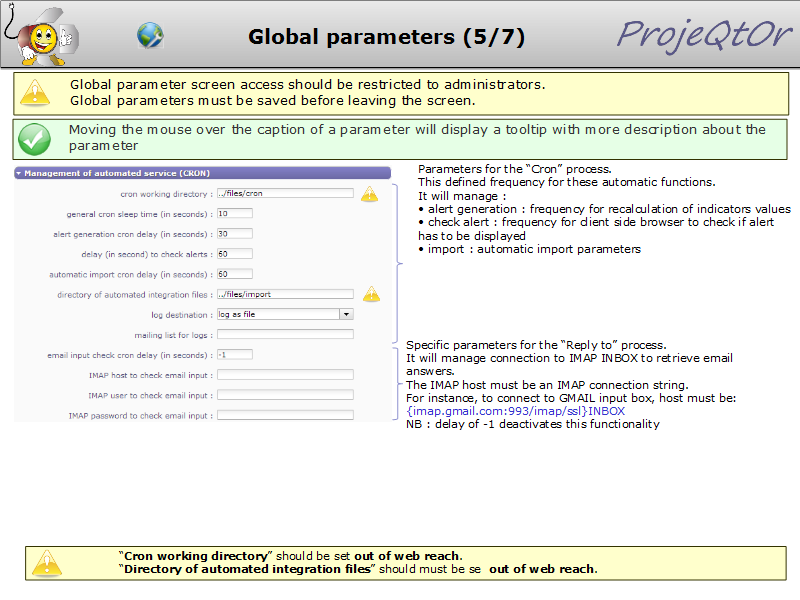 Global parameters (5/7)
ProjeQtOr
Global parameter screen access should be restricted to administrators.
Global parameters must be saved before leaving the screen.
Moving the mouse over the caption of a parameter will display a tooltip with more description about the
parameter
Management of automated service (CRON)
cron working directory : ../files/cron
general cron sleep time (in seconds) : 10
alert generation cron delay (in seconds) : 30
delay (in second) to check alerts : 60
automatic import cron delay (in seconds) : 60
directory of automated integration files : ../files/import
log destination : log as file
mailing list for logs :
email input check cron delay (in seconds) : -1
IMAP host to check email input :
IMAP user to check email input :
IMAP password to check email input :
Parameters for the “Cron” process.
This defined frequency for these automatic functions.
It will manage :
• alert generation : frequency for recalculation of indicators values
• check alert : frequency for client side browser to check if alert
has to be displayed
• import : automatic import parameters
Specific parameters for the “Reply to” process.
It will manage connection to IMAP INBOX to retrieve email
answers.
The IMAP host must be an IMAP connection string.
For instance, to connect to GMAIL input box, host must be:
{imap.gmail.com:993/imap/ssl}INBOX
NB : delay of -1 deactivates this functionality
“Cron working directory” should be set out of web reach.
“Directory of automated integration files” should must be se out of web reach.